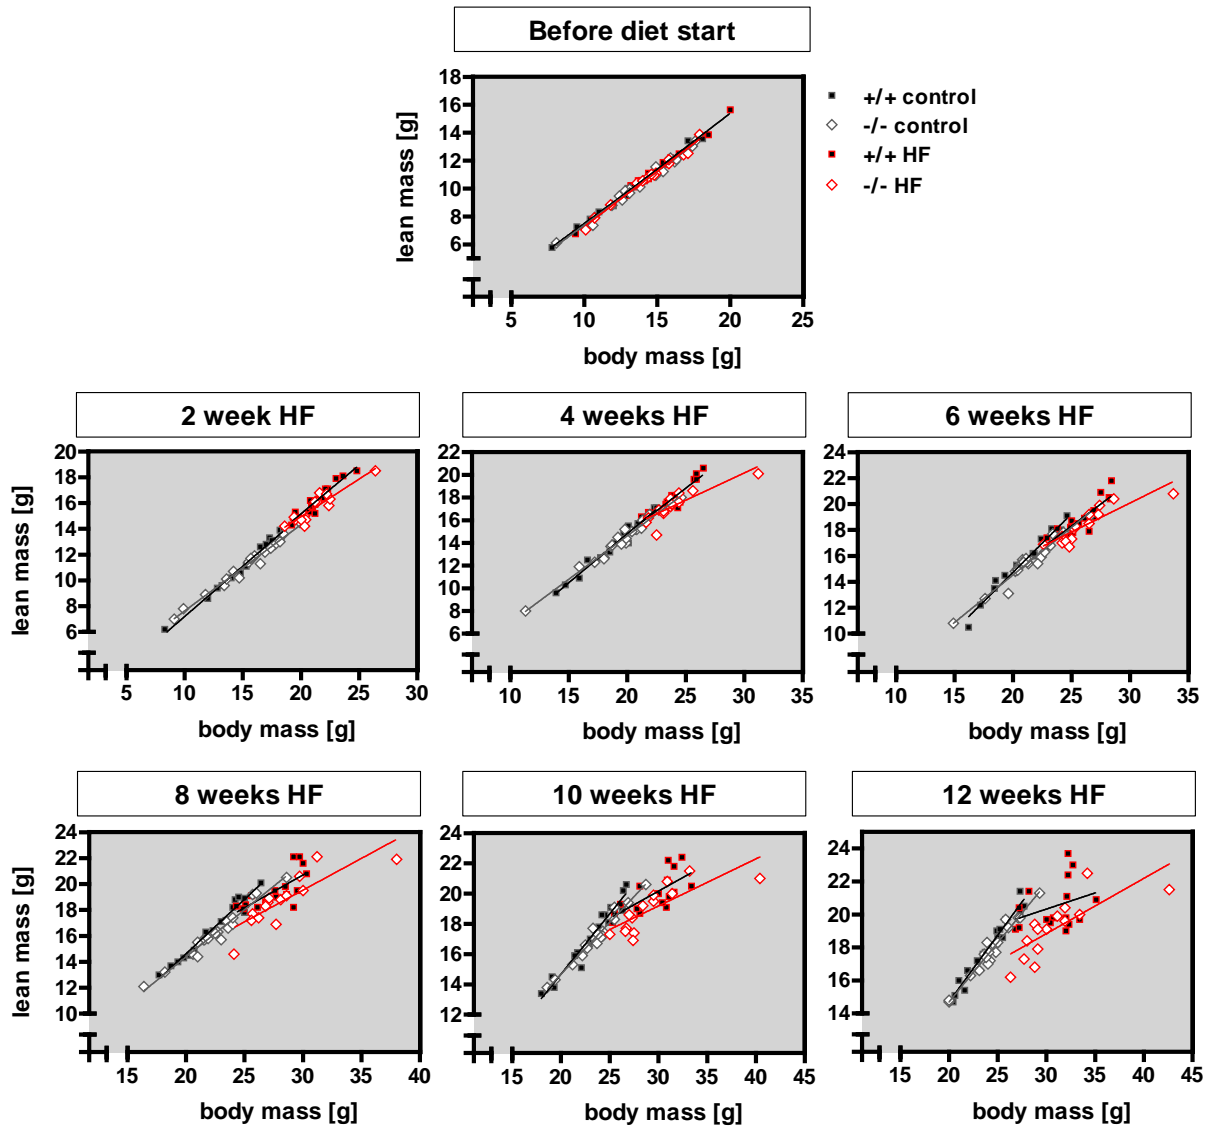 Before diet start
18
16
14
12
10
8
6
lean mass [g]
5 10 15 20 25
body mass [g]
+/+ control
-/- control
+/+ HF
-/- HF
2 week HF
20
18
16
14
12
10
8
6
lean mass [g]
5 10 15 20 25 30
body mass [g]
4 weeks HF
22
20
18
16
14
12
10
8
6
10 15 20 25 30 35
body mass [g]
6 weeks HF
24
22
20
18
16
14
12
10
10 15 20 25 30 35
body mass [g]
8 weeks HF
24
22
20
18
16
14
12
10
lean mass [g]
15 20 25 30 35 40
body mass [g]
10 weeks HF
24
22
20
18
16
14
12
15 20 25 30 35 40 45
body mass [g]
12 weeks HF
24
22
20
18
16
14
15 20 25 30 35 40 45
body mass [g]